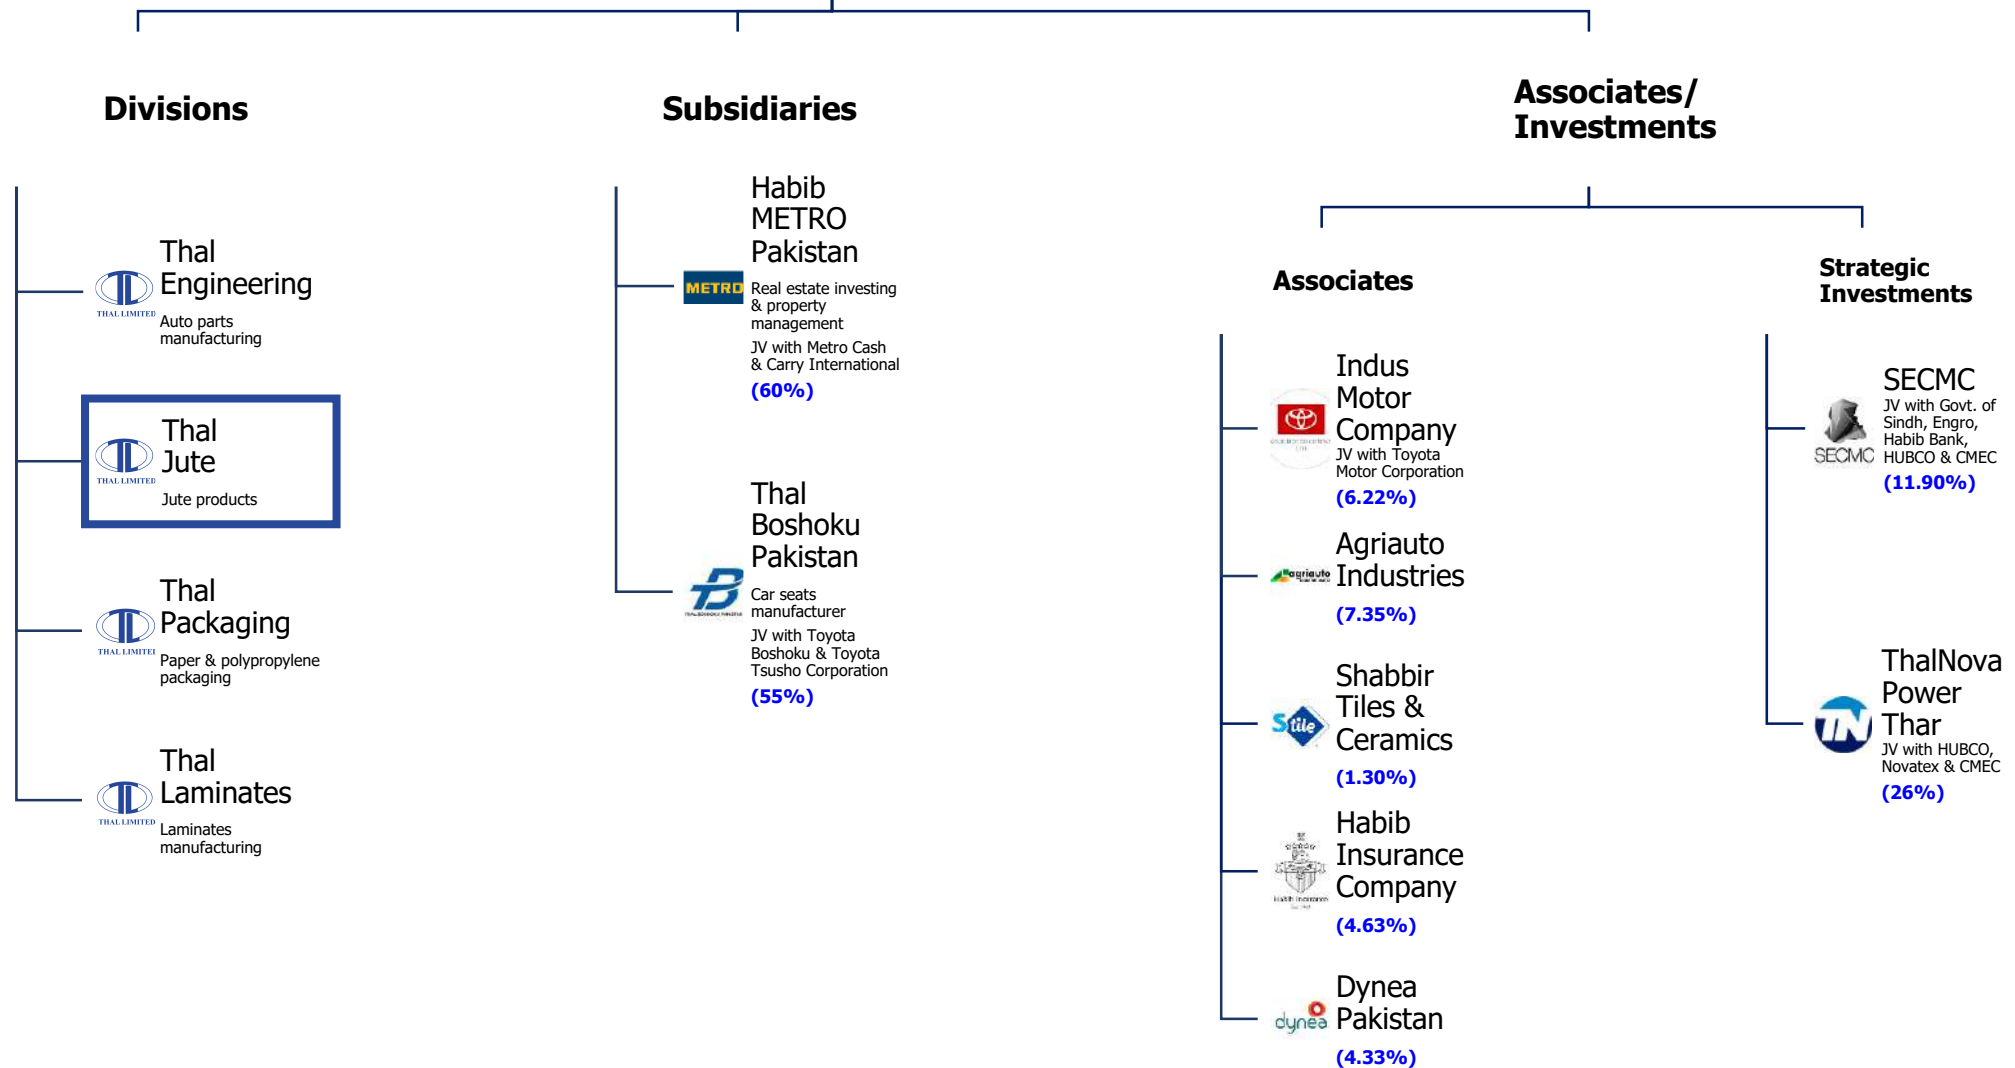 Divisions
Thal
Engineering
Auto parts
manufacturing
THAL LIMITED
Thal
Jute
Jute products
THAL LIMITED
Thal
Packaging
Paper & polypropylene
packaging
THAL LIMITED
Thal
Laminates
Laminates
manufacturing
THAL LIMITED
Subsidiaries
Habib
METRO
Pakistan
METRO
Real estate investing
& property
management
JV with Metro Cash
& Carry International
(60%)
Thal
Boshoku
Pakistan
Car seats
manufacturer
JV with Toyota
Boshoku & Toyota
Tsusho Corporation
(55%)
Associates/
Investments
Associates
Indus
Motor
Company
JV with Toyota
Motor Corporation
(6.22%)
Agriauto
Industries
agriauto
(7.35%)
Shabbir
Tiles &
Ceramics
Stile
(1.30%)
Habib
Insurance
Company
Habib Insurance
(4.63%)
Dynea
Pakistan
dynea
(4.33%)
Strategic
Investments
SECMC
JV with Govt. of
Sindh, Engro,
Habib Bank,
HUBCO & CMEC
SECMC
(11.90%)
ThalNova
Power
Thar
TN
JV with HUBCO,
Novatex & CMEC
(26%)